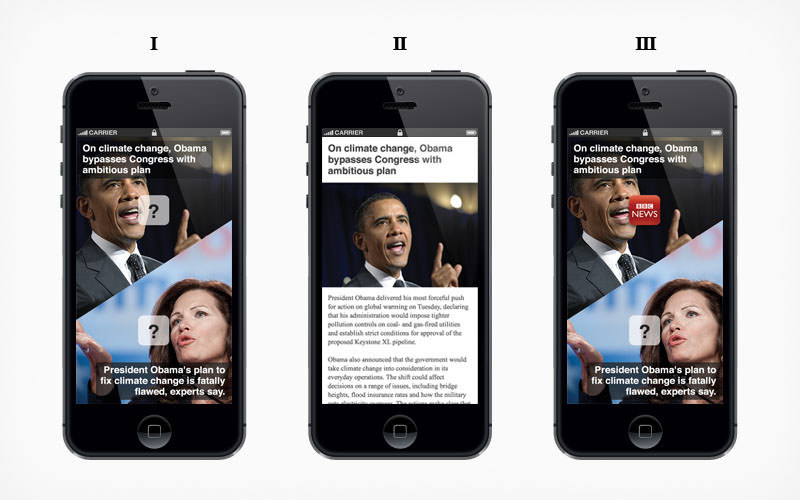 I
II
III
CARRIER
On climate change, Obama
bypasses Congress with
ambitious plan
?
?
President Obama's plan to
fix climate change is fatally
flawed, experts say.
CARRIER
On climate change, Obama
bypasses Congress with
ambitious plan
President Obama delivered his most forceful push
for action on global warming on Tuesday, declaring
that his administration would impose tighter
pollution controls on coal- and gas-fired utilities
and establish strict conditions for approval of the
proposed Keystone XL pipeline.
Obama also announced that the government would
take climate change into consideration in its
everyday operations. The shift could affect
decisions on a range of issues, including bridge
heights, flood insurance rates and how the military
CARRIER
On climate change, Obama
bypasses Congress with
ambitious plan
BBC
NEWS
?
President Obama's plan to
fix climate change is fatally
flawed, experts say.